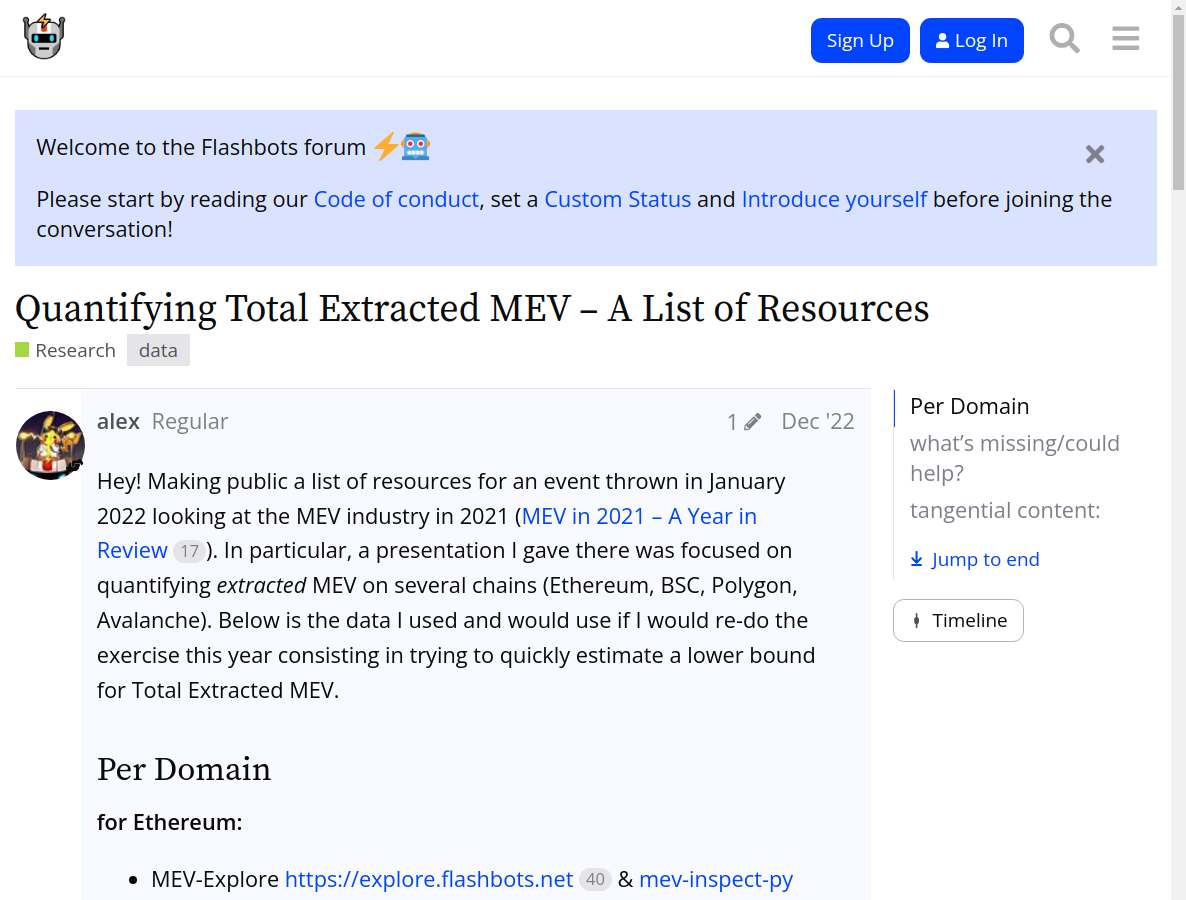 Sign Up
Log In
Welcome to the Flashbots forum
Please start by reading our Code of conduct, set a Custom Status and Introduce yourself before joining the
conversation!
Quantifying Total Extracted MEV – A List of Resources
Research data
alex Regular 1 Dec '22
Hey! Making public a list of resources for an event thrown in January
2022 looking at the MEV industry in 2021 (MEV in 2021 – A Year in
Review 17). In particular, a presentation I gave there was focused on
quantifying extracted MEV on several chains (Ethereum, BSC, Polygon,
Avalanche). Below is the data I used and would use if I would re-do the
exercise this year consisting in trying to quickly estimate a lower bound
for Total Extracted MEV.
Per Domain
for Ethereum:
MEV-Explore https://explore.flashbots.net 40 & mev-inspect-py
Per Domain
what's missing/could
help?
tangential content:
Jump to end
Timeline